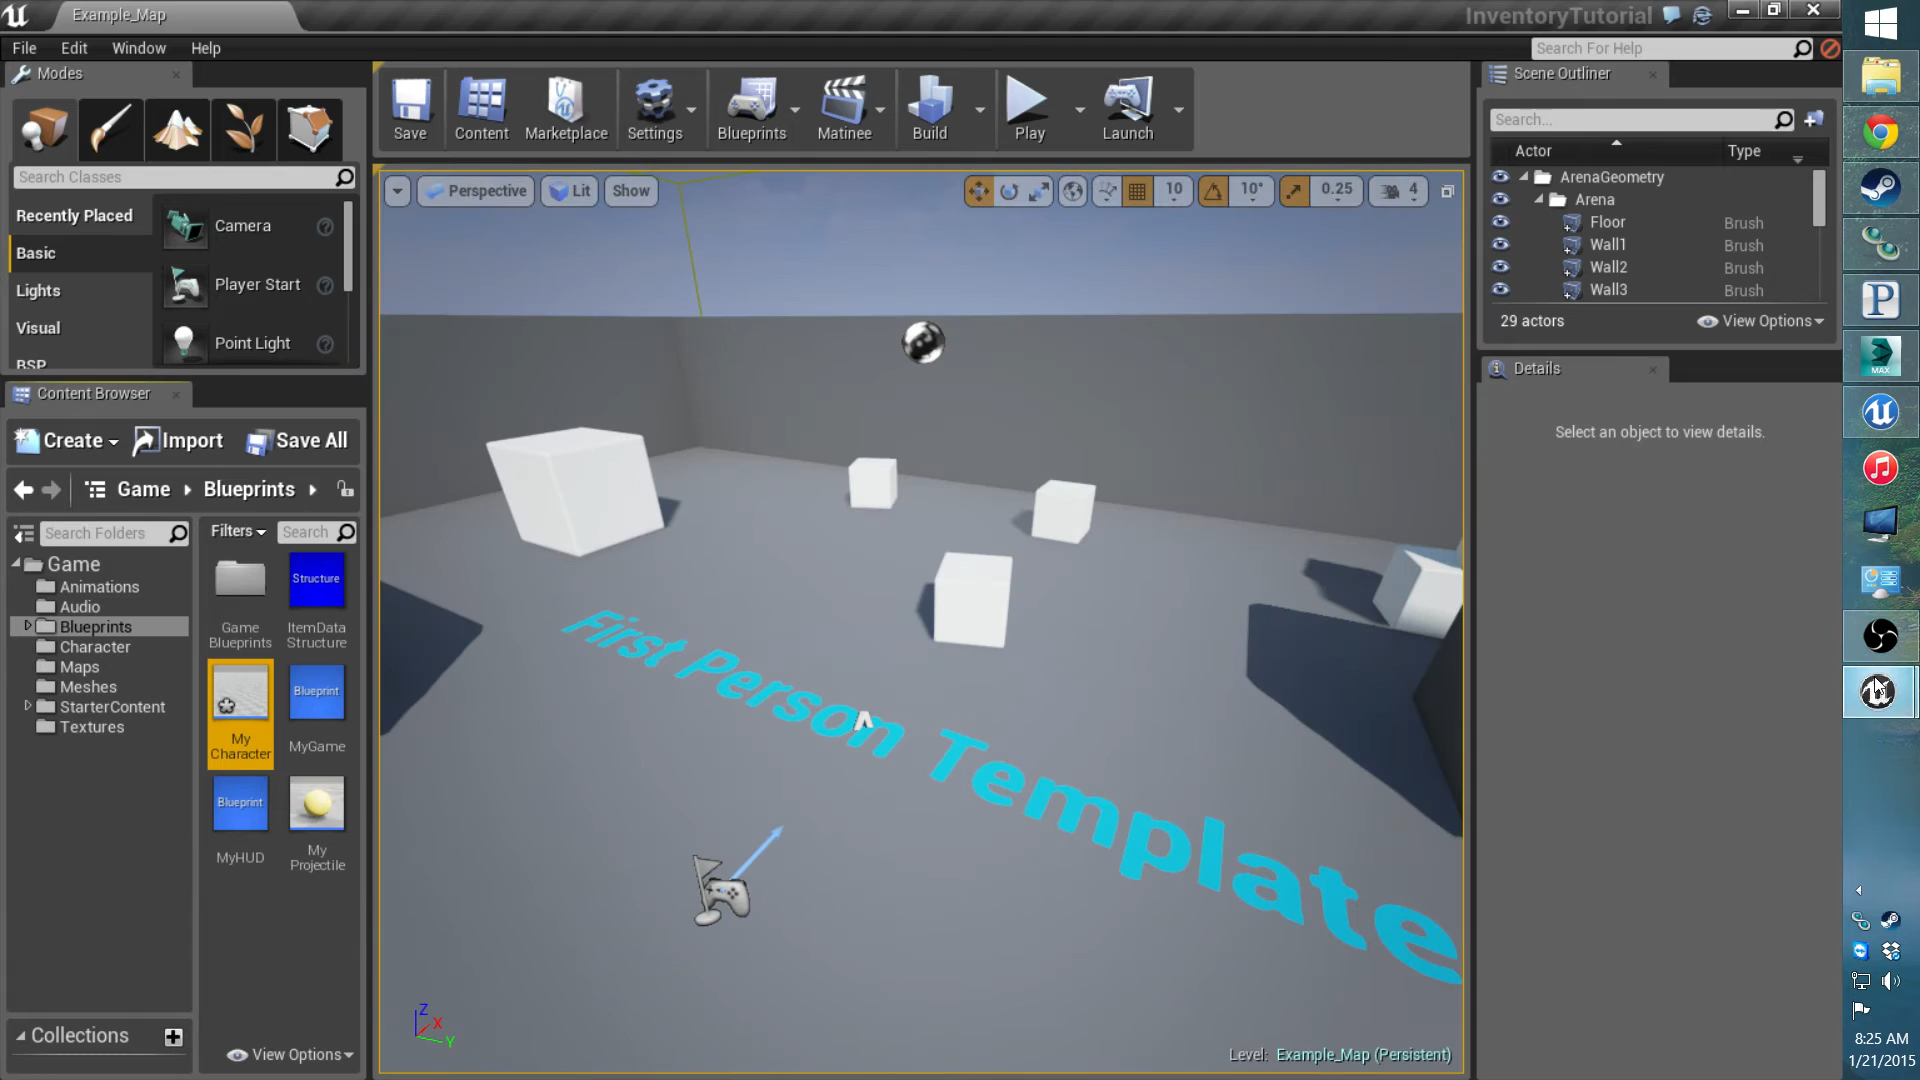 Example_Map
InventoryTutorial
File Edit Window Help
Search For Help
Modes
Save Content Marketplace Settings Blueprints Matinee Build Play Launch
Search Classes
Recently Placed
Basic
Lights
Visual
BSP
Camera
Player Start
Point Light
Perspective Lit Show
10 10° 0.25 4
Scene Outliner
Search...
Actor Type
ArenaGeometry
Arena
Floor Brush
Wall1 Brush
Wall2 Brush
Wall3 Brush
29 actors View Options
Details
Select an object to view details.
Content Browser
Create Import Save All
Game Blueprints
Search Folders
Filters Search
Game
Animations
Audio
Blueprints
Character
Maps
Meshes
StarterContent
Textures
Structure
Game
Blueprints
ItemData
Structure
Blueprint
My
Character
MyGame
Blueprint
MyHUD
My
Projectile
Collections
View Options
First Person Template
Z
X
Y
Level: Example_Map (Persistent)
P
MAX
8:25 AM
1/21/2015